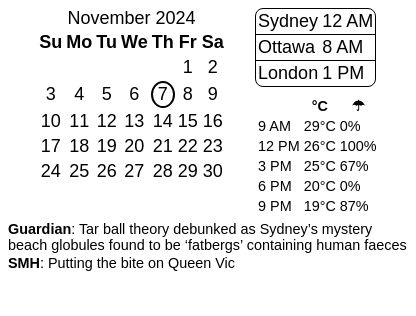 November 2024
Su Mo Tu We Th Fr Sa
1 2
3 4 5 6 7 8 9
10 11 12 13 14 15 16
17 18 19 20 21 22 23
24 25 26 27 28 29 30
Sydney 12 AM
Ottawa 8 AM
London 1 PM
°C ☂
9 AM 29°C 0%
12 PM 26°C 100%
3 PM 25°C 67%
6 PM 20°C 0%
9 PM 19°C 87%
Guardian: Tar ball theory debunked as Sydney’s mystery
beach globules found to be ‘fatbergs’ containing human faeces
SMH: Putting the bite on Queen Vic